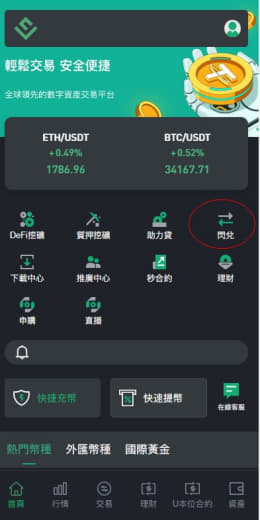 輕鬆交易 安全便捷
全球領先的數字資產交易平台
ETH/USDT
BTC/USDT
+0.49%
+0.52%
1786.96
34167.71
DeFi挖礦
質押挖礦
助力貸
閃兌
下載中心
推廣中心
秒合約
理財
申購
直播
快捷充幣
快速提幣
在線客服
熱門幣種 外匯幣種 國際黃金
首頁
行情
交易
理財
U本位合約
資產